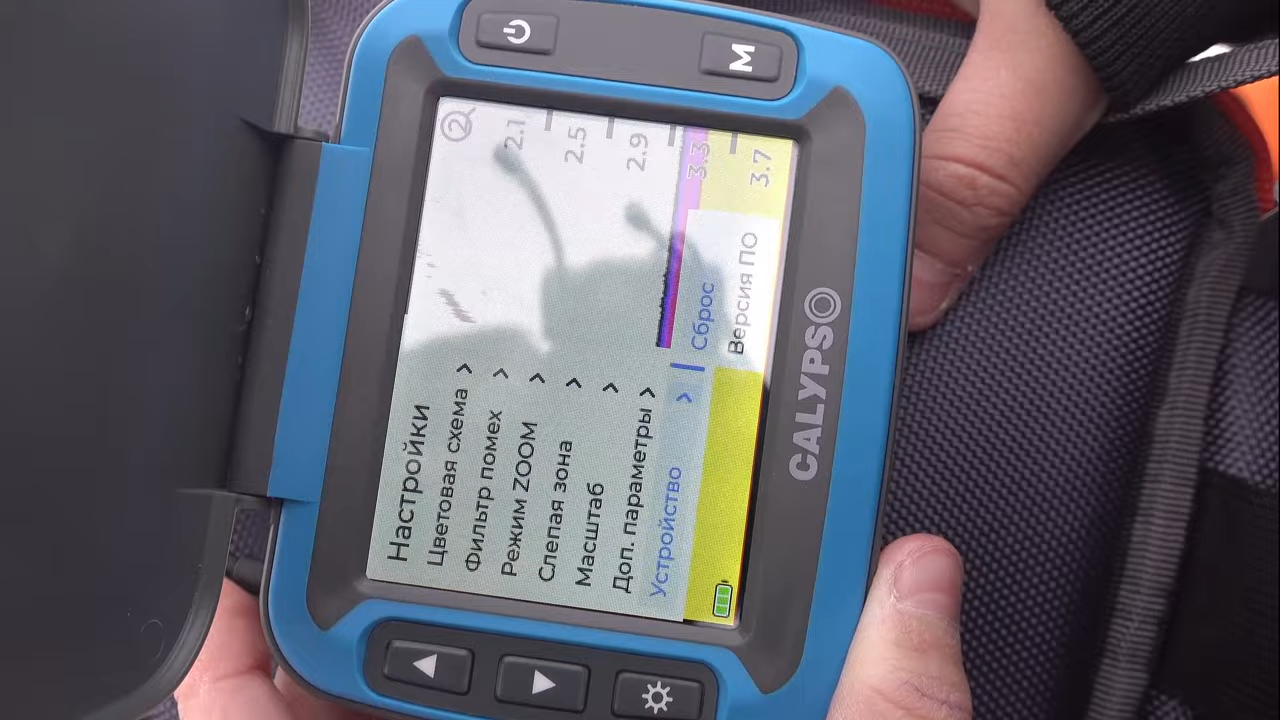 Настройки
Цветовая схема
Фильтр помех
Режим ZOOM
Слепая зона
Масштаб
Доп. параметры
Устройство
Сброс
Версия ПО
2
2.1
2.5
2.9
3.3
3.7
M
CALYPSO